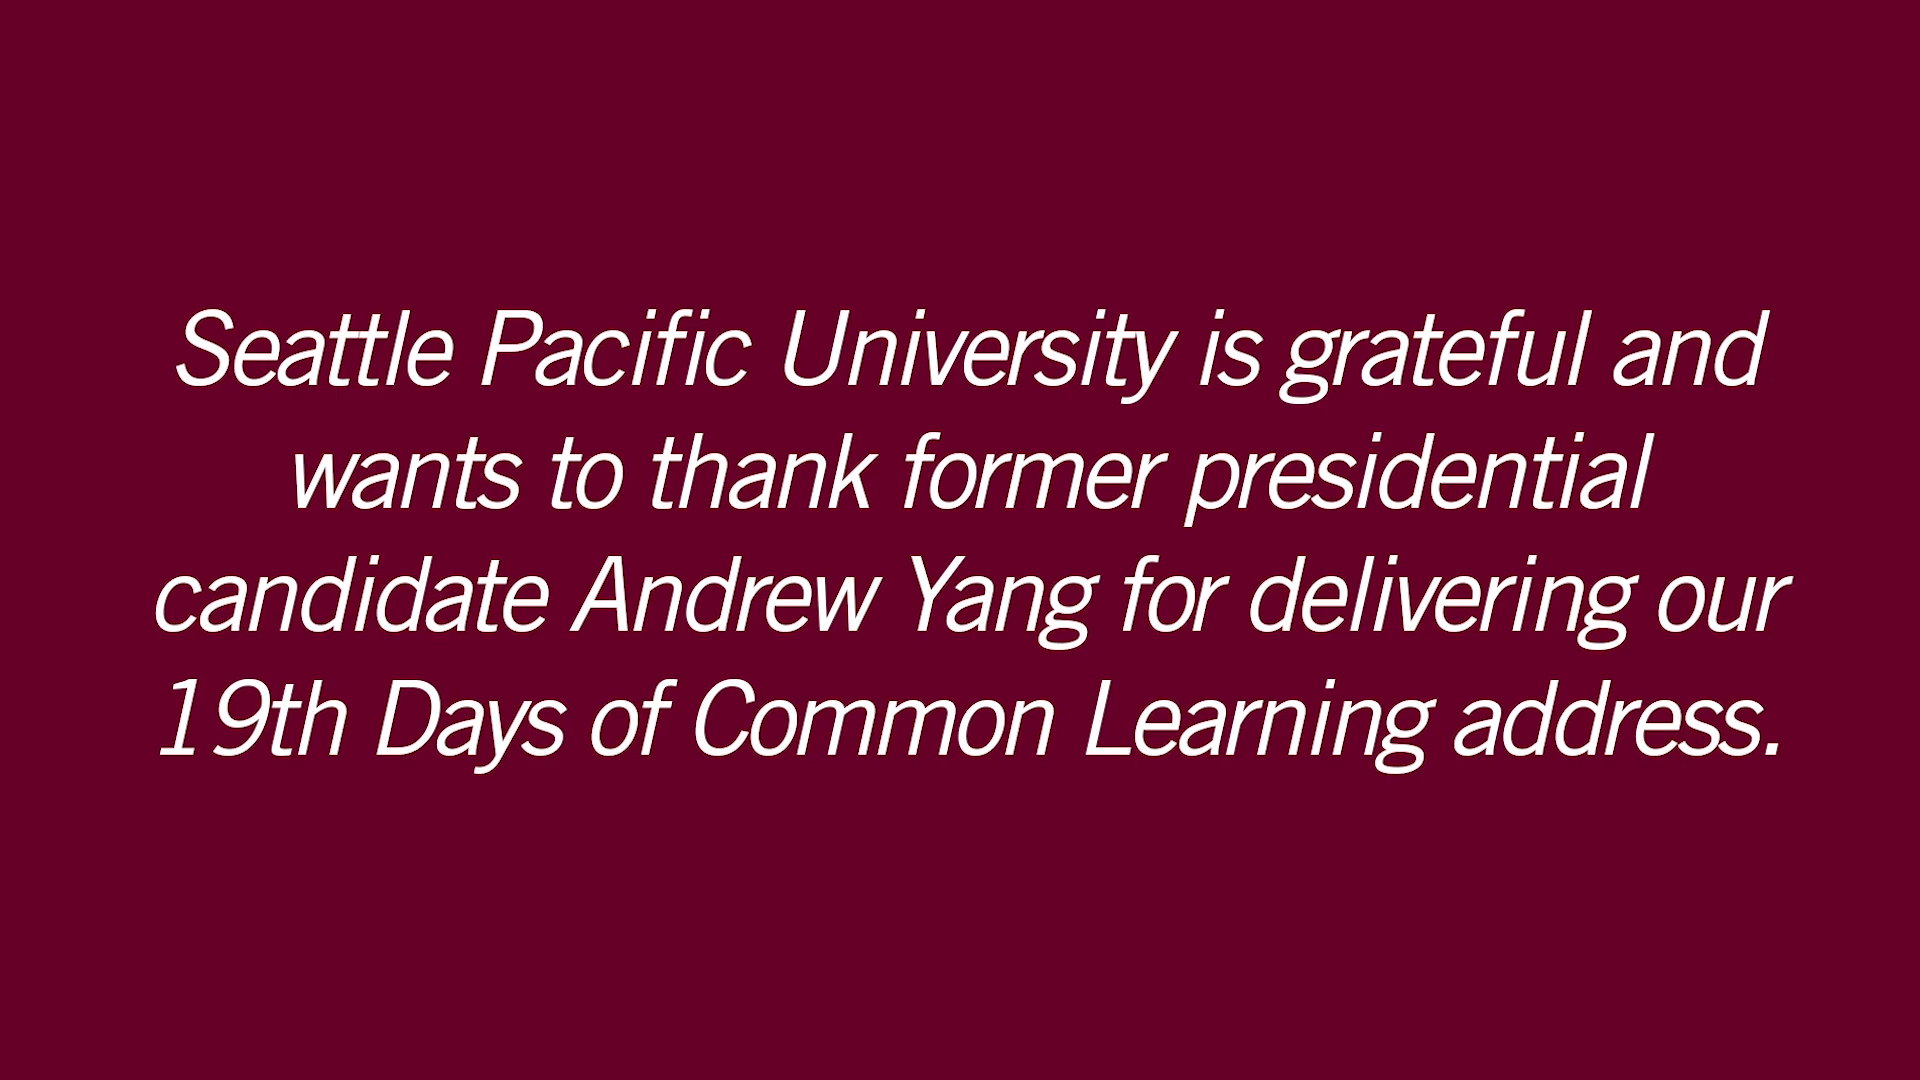 Seattle Pacific University is grateful and
wants to thank former presidential
candidate Andrew Yang for delivering our
19th Days of Common Learning address.